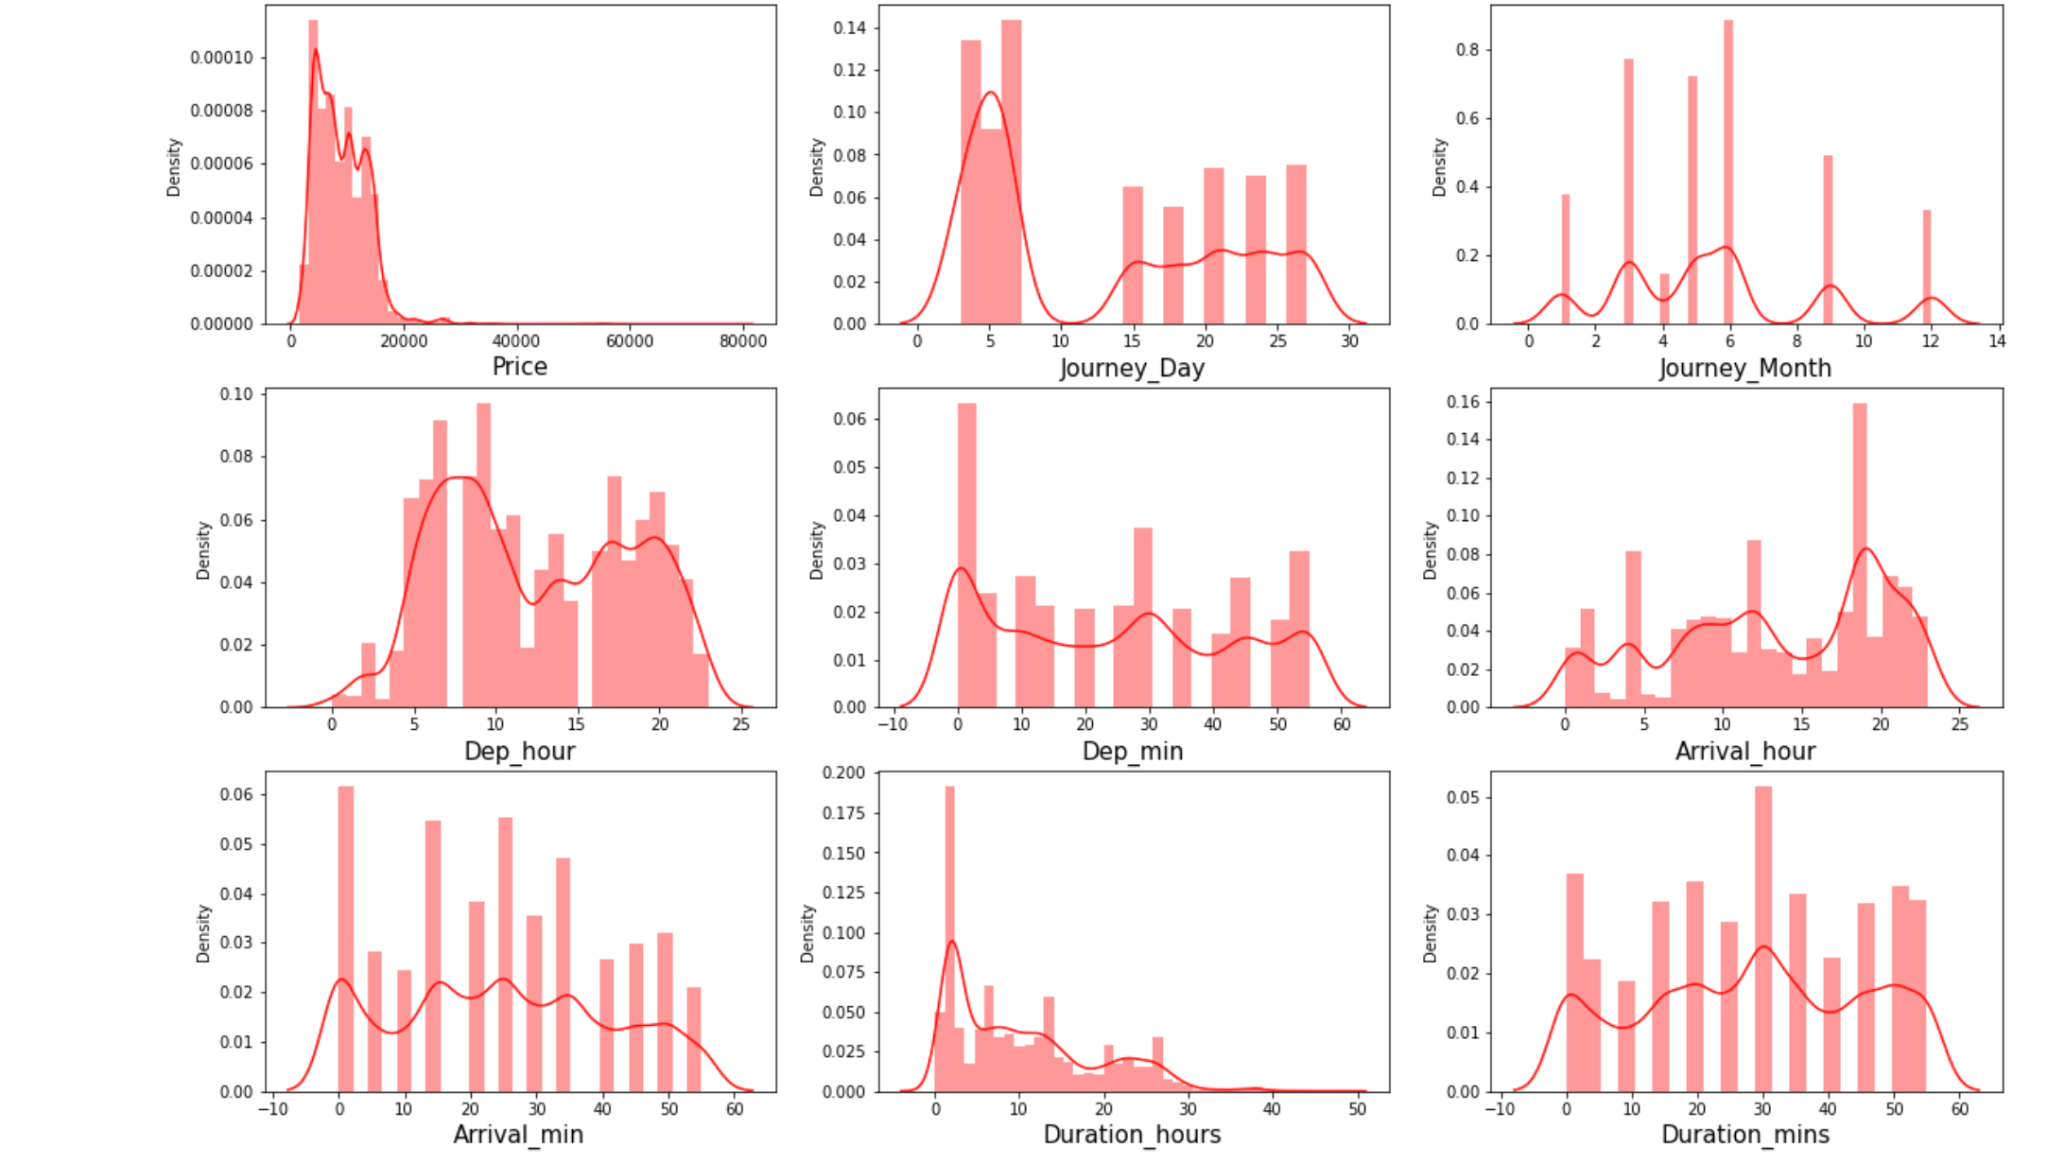 Density
0.00010
0.00008
0.00006
0.00004
0.00002
0.00000
0 20000 40000 60000 80000
Price
Density
0.14
0.12
0.10
0.08
0.06
0.04
0.02
0.00
0 5 10 15 20 25 30
Journey_Day
Density
0.8
0.6
0.4
0.2
0.0
0 2 4 6 8 10 12 14
Journey_Month
Density
0.10
0.08
0.06
0.04
0.02
0.00
0 5 10 15 20 25
Dep_hour
Density
0.06
0.05
0.04
0.03
0.02
0.01
0.00
−10 0 10 20 30 40 50 60
Dep_min
Density
0.16
0.14
0.12
0.10
0.08
0.06
0.04
0.02
0.00
0 5 10 15 20 25
Arrival_hour
Density
0.06
0.05
0.04
0.03
0.02
0.01
0.00
−10 0 10 20 30 40 50 60
Arrival_min
Density
0.200
0.175
0.150
0.125
0.100
0.075
0.050
0.025
0.000
0 10 20 30 40 50
Duration_hours
Density
0.05
0.04
0.03
0.02
0.01
0.00
−10 0 10 20 30 40 50 60
Duration_mins